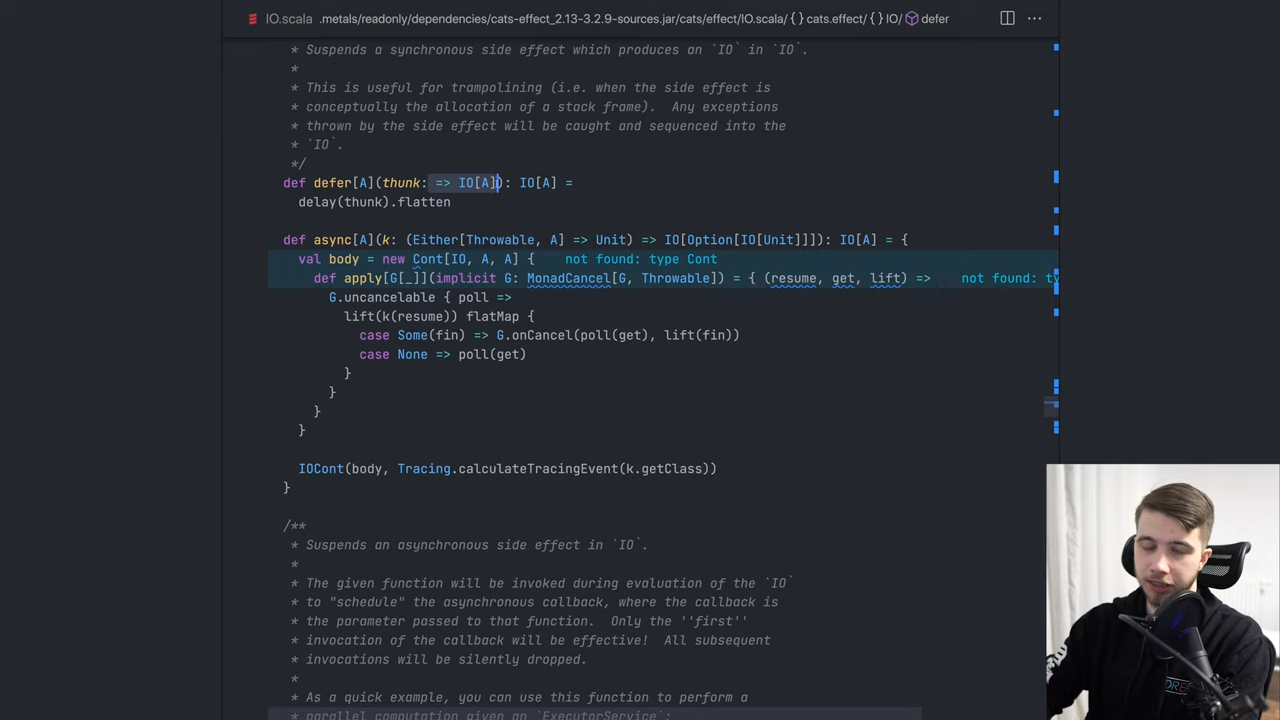 IO.scala .metals/readonly/dependencies/cats-effect_2.13-3.2.9-sources.jar/cats/effect/IO.scala/ {} cats.effect/ {} IO/ defer
* Suspends a synchronous side effect which produces an `IO` in `IO`.
*
* This is useful for trampolining (i.e. when the side effect is
* conceptually the allocation of a stack frame).  Any exceptions
* thrown by the side effect will be caught and sequenced into the
* `IO`.
*/
def defer[A](thunk: => IO[A]): IO[A] =
delay(thunk).flatten
def async[A](k: (Either[Throwable, A] => Unit) => IO[Option[IO[Unit]]]): IO[A] = {
val body = new Cont[IO, A, A] { not found: type Cont
def apply[G[_]](implicit G: MonadCancel[G, Throwable]) = { (resume, get, lift) => not found: ty
G.uncancelable { poll =>
lift(k(resume)) flatMap {
case Some(fin) => G.onCancel(poll(get), lift(fin))
case None => poll(get)
}
}
}
}
IOCont(body, Tracing.calculateTracingEvent(k.getClass))
}
/**
* Suspends an asynchronous side effect in `IO`.
*
* The given function will be invoked during evaluation of the `IO`
* to "schedule" the asynchronous callback, where the callback is
* the parameter passed to that function.  Only the ''first''
* invocation of the callback will be effective!  All subsequent
* invocations will be silently dropped.
*
* As a quick example, you can use this function to perform a
* parallel computation given an `ExecutorService`: